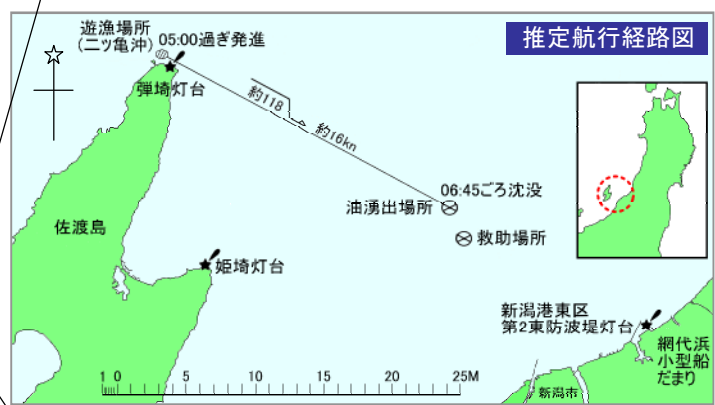 推定航行経路図
遊漁場所
(二ツ亀沖)
05:00過ぎ発進
弾埼灯台
約118
約16kn
06:45ごろ沈没
油湧出場所
救助場所
佐渡島
姫埼灯台
新潟港東区
第2東防波堤灯台
網代浜
小型船
だまり
新潟市
1 0 5 10 15 20 25M